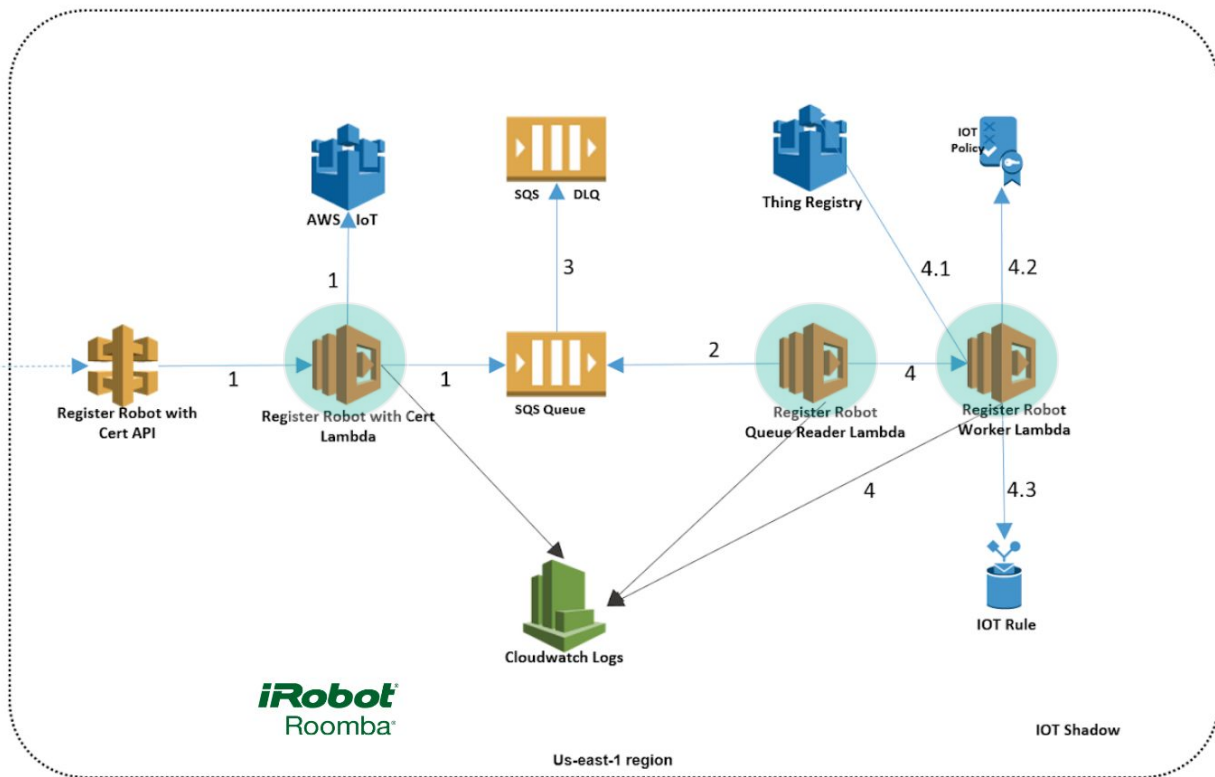 AWS IoT
SQS DLQ
Thing Registry
IOT
Policy
1
3
4.1
4.2
1
1
2
4
Register Robot with
Cert API
Register Robot with Cert
Lambda
SQS Queue
Register Robot
Queue Reader Lambda
Register Robot
Worker Lambda
4
4.3
IOT Rule
Cloudwatch Logs
iRobot®
Roomba®
IOT Shadow
Us-east-1 region